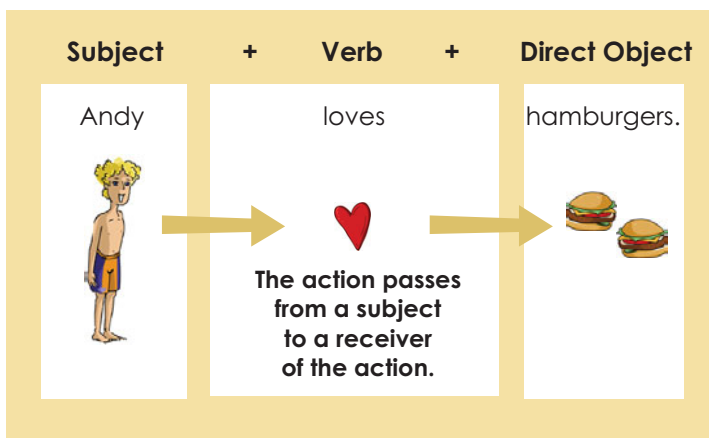 Subject + Verb + Direct Object
Andy loves hamburgers.
The action passes
from a subject
to a receiver
of the action.